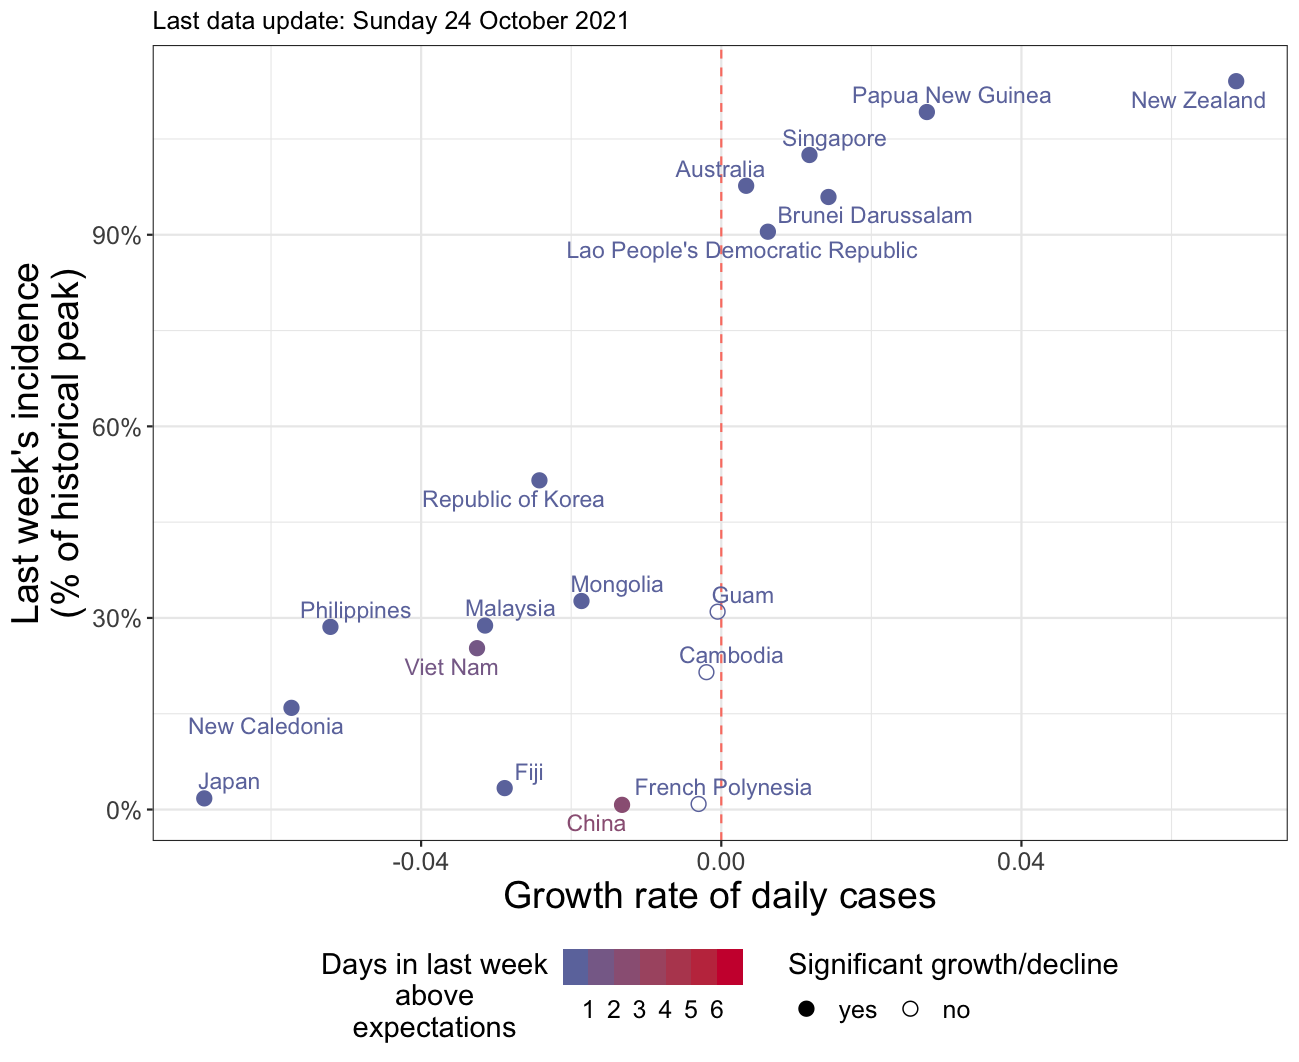 Last data update: Sunday 24 October 2021
New Zealand
Papua New Guinea
Singapore
Australia
Brunei Darussalam
Lao People's Democratic Republic
Republic of Korea
Mongolia
Guam
Malaysia
Philippines
Viet Nam
Cambodia
New Caledonia
Fiji
Japan
French Polynesia
China
90%
60%
30%
0%
Last week's incidence
(% of historical peak)
-0.04 0.00 0.04
Growth rate of daily cases
Days in last week
above
expectations
1 2 3 4 5 6
Significant growth/decline
yes no